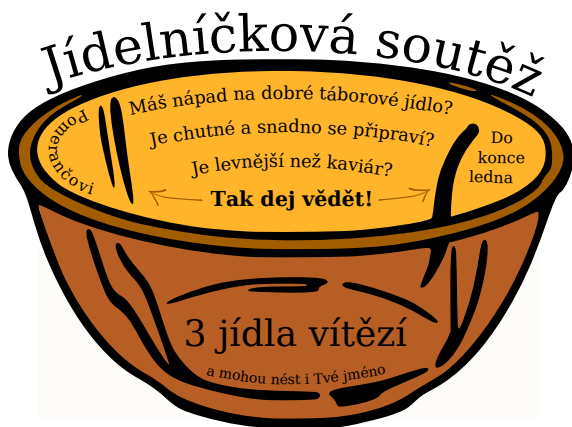 Jídelníčková soutěž
Máš nápad na dobré táborové jídlo?
Je chutné a snadno se připraví?
Je levnější než kaviár?
Tak dej vědět!
Pomerančovi
Do
konce
ledna
3 jídla vítězí
a mohou nést i Tvé jméno